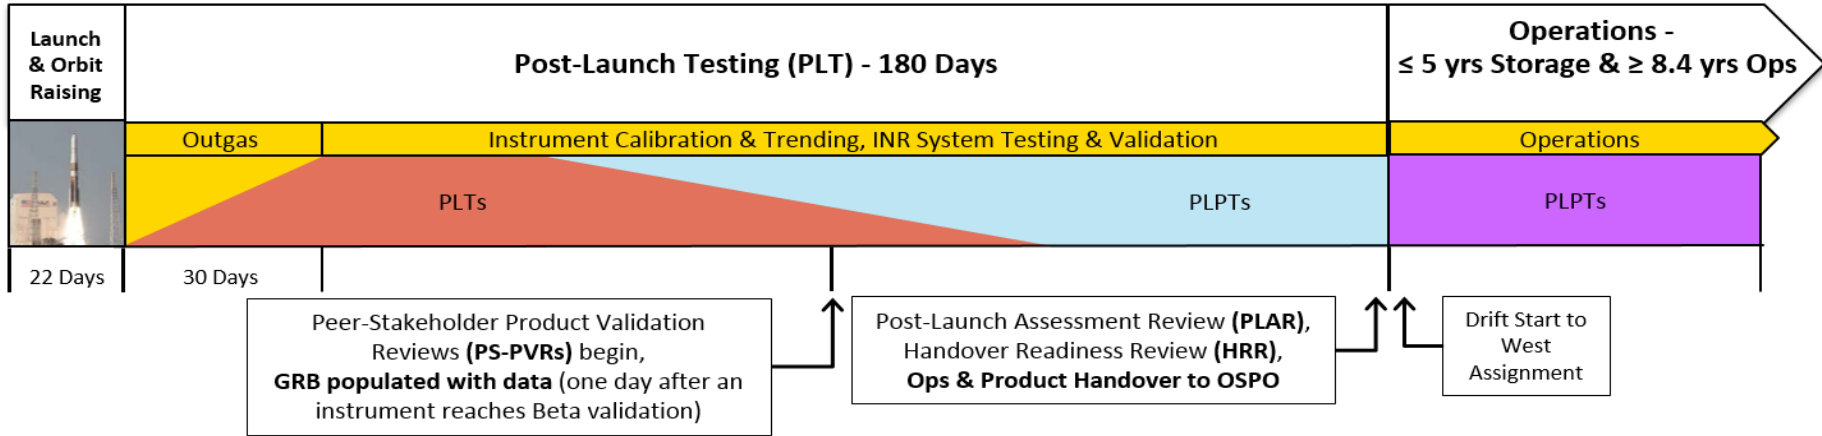 Launch
& Orbit
Raising
Post-Launch Testing (PLT) - 180 Days
Operations -
≤ 5 yrs Storage & ≥ 8.4 yrs Ops
Outgas
Instrument Calibration & Trending, INR System Testing & Validation
Operations
PLTs
PLPTs
PLPTs
22 Days
30 Days
Peer-Stakeholder Product Validation
Reviews (PS-PVRs) begin,
GRB populated with data (one day after an
instrument reaches Beta validation)
Post-Launch Assessment Review (PLAR),
Handover Readiness Review (HRR),
Ops & Product Handover to OSPO
Drift Start to
West
Assignment